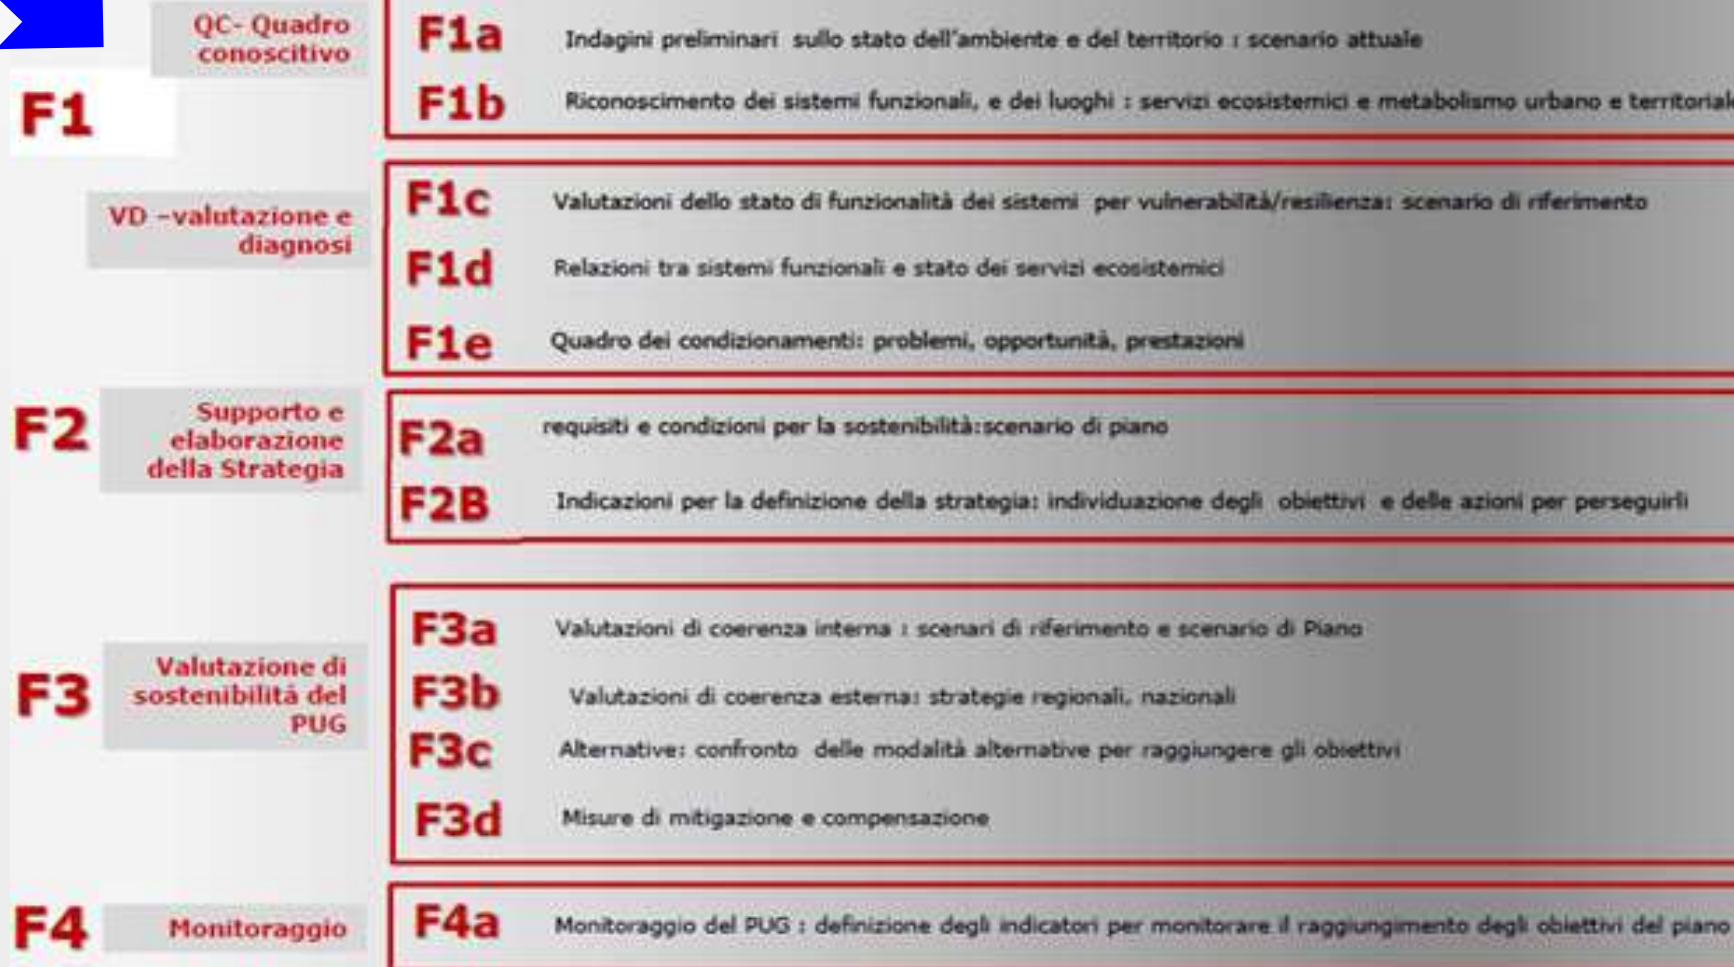 QC- Quadro
conoscitivo
F1
F1a
Indagini preliminari sullo stato dell'ambiente e del territorio : scenario attuale
F1b
Riconoscimento dei sistemi funzionali, e dei luoghi : servizi ecosistemici e metabolismo urbano e territoriale
VD –valutazione e
diagnosi
F1c
Valutazioni dello stato di funzionalità dei sistemi per vulnerabilità/resilienza: scenario di riferimento
F1d
Relazioni tra sistemi funzionali e stato dei servizi ecosistemici
F1e
Quadro dei condizionamenti: problemi, opportunità, prestazioni
F2
Supporto e
elaborazione
della Strategia
F2a
requisiti e condizioni per la sostenibilità:scenario di piano
F2B
Indicazioni per la definizione della strategia: individuazione degli obiettivi e delle azioni per perseguirli
F3
Valutazione di
sostenibilità del
PUG
F3a
Valutazioni di coerenza interna : scenari di riferimento e scenario di Piano
F3b
Valutazioni di coerenza esterna: strategie regionali, nazionali
F3c
Alternative: confronto delle modalità alternative per raggiungere gli obiettivi
F3d
Misure di mitigazione e compensazione
F4
Monitoraggio
F4a
Monitoraggio del PUG : definizione degli indicatori per monitorare il raggiungimento degli obiettivi del piano